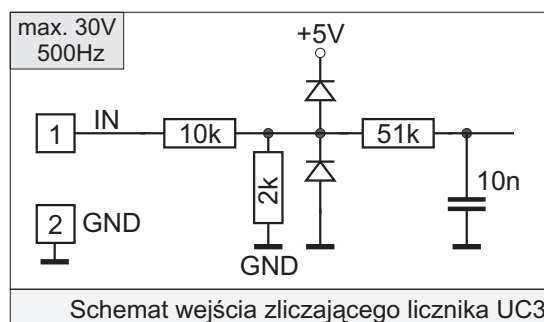 max. 30V
500Hz
+5V
1
IN
10k
51k
2k
10n
2
GND
GND
Schemat wejścia zliczającego licznika UC3